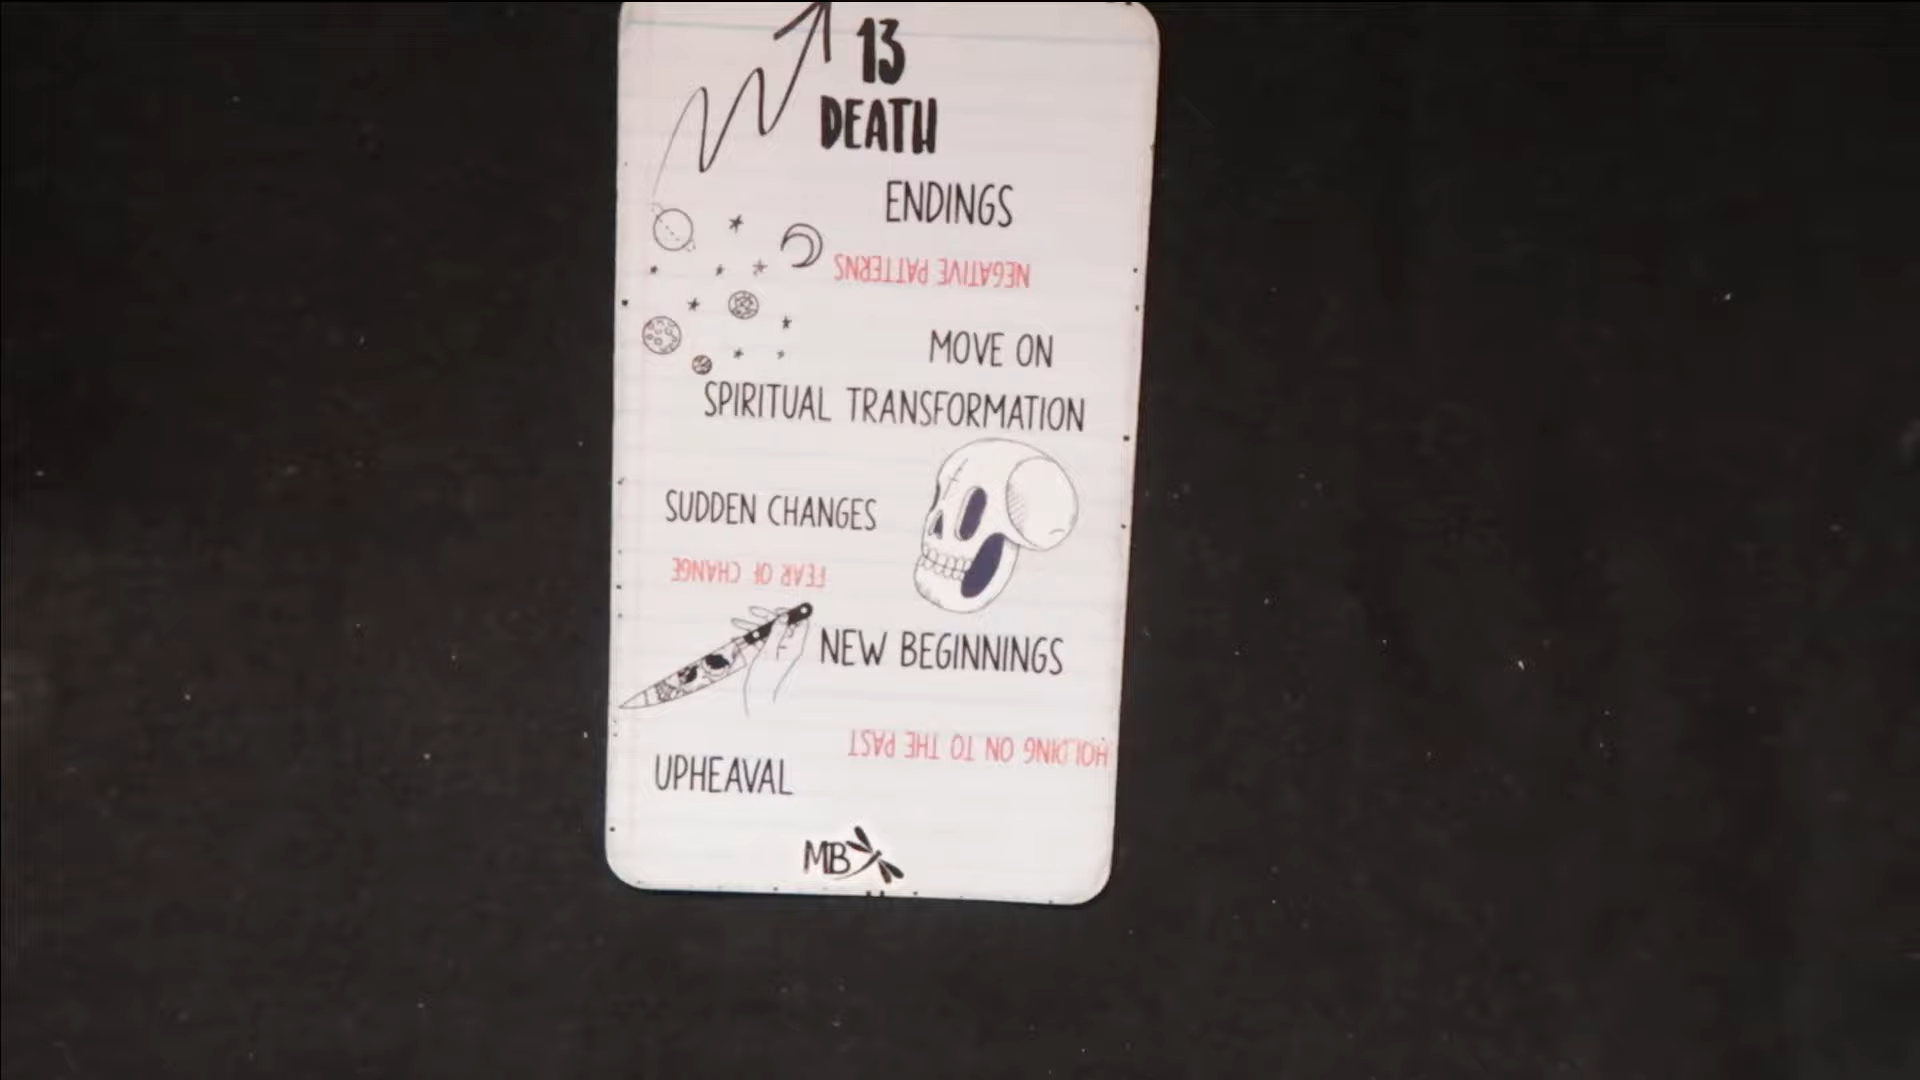 13
DEATH
ENDINGS
NEGATIVE PATTERNS
MOVE ON
SPIRITUAL TRANSFORMATION
SUDDEN CHANGES
FEAR OF CHANGE
NEW BEGINNINGS
HOLDING ON TO THE PAST
UPHEAVAL
MB